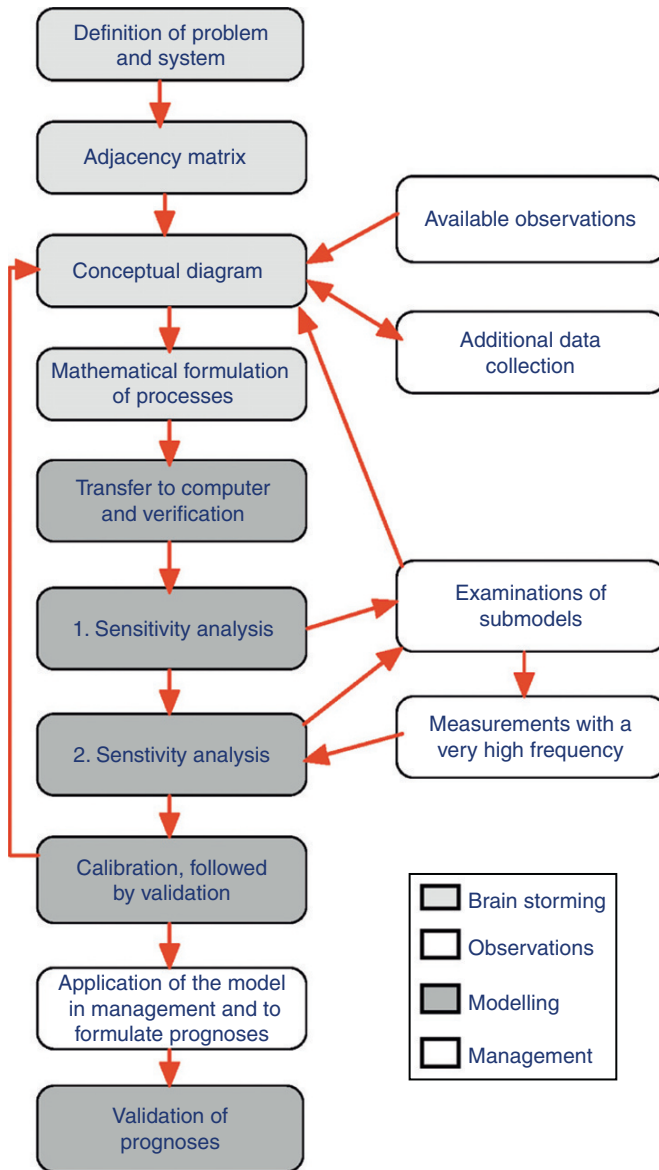 Definition of problem
and system
Adjacency matrix
Available observations
Conceptual diagram
Additional data
collection
Mathematical formulation
of processes
Transfer to computer
and verification
Examinations of
submodels
1. Sensitivity analysis
Measurements with a
very high frequency
2. Senstivity analysis
Calibration, followed
by validation
Application of the model
in management and to
formulate prognoses
Validation of
prognoses
Brain storming
Observations
Modelling
Management